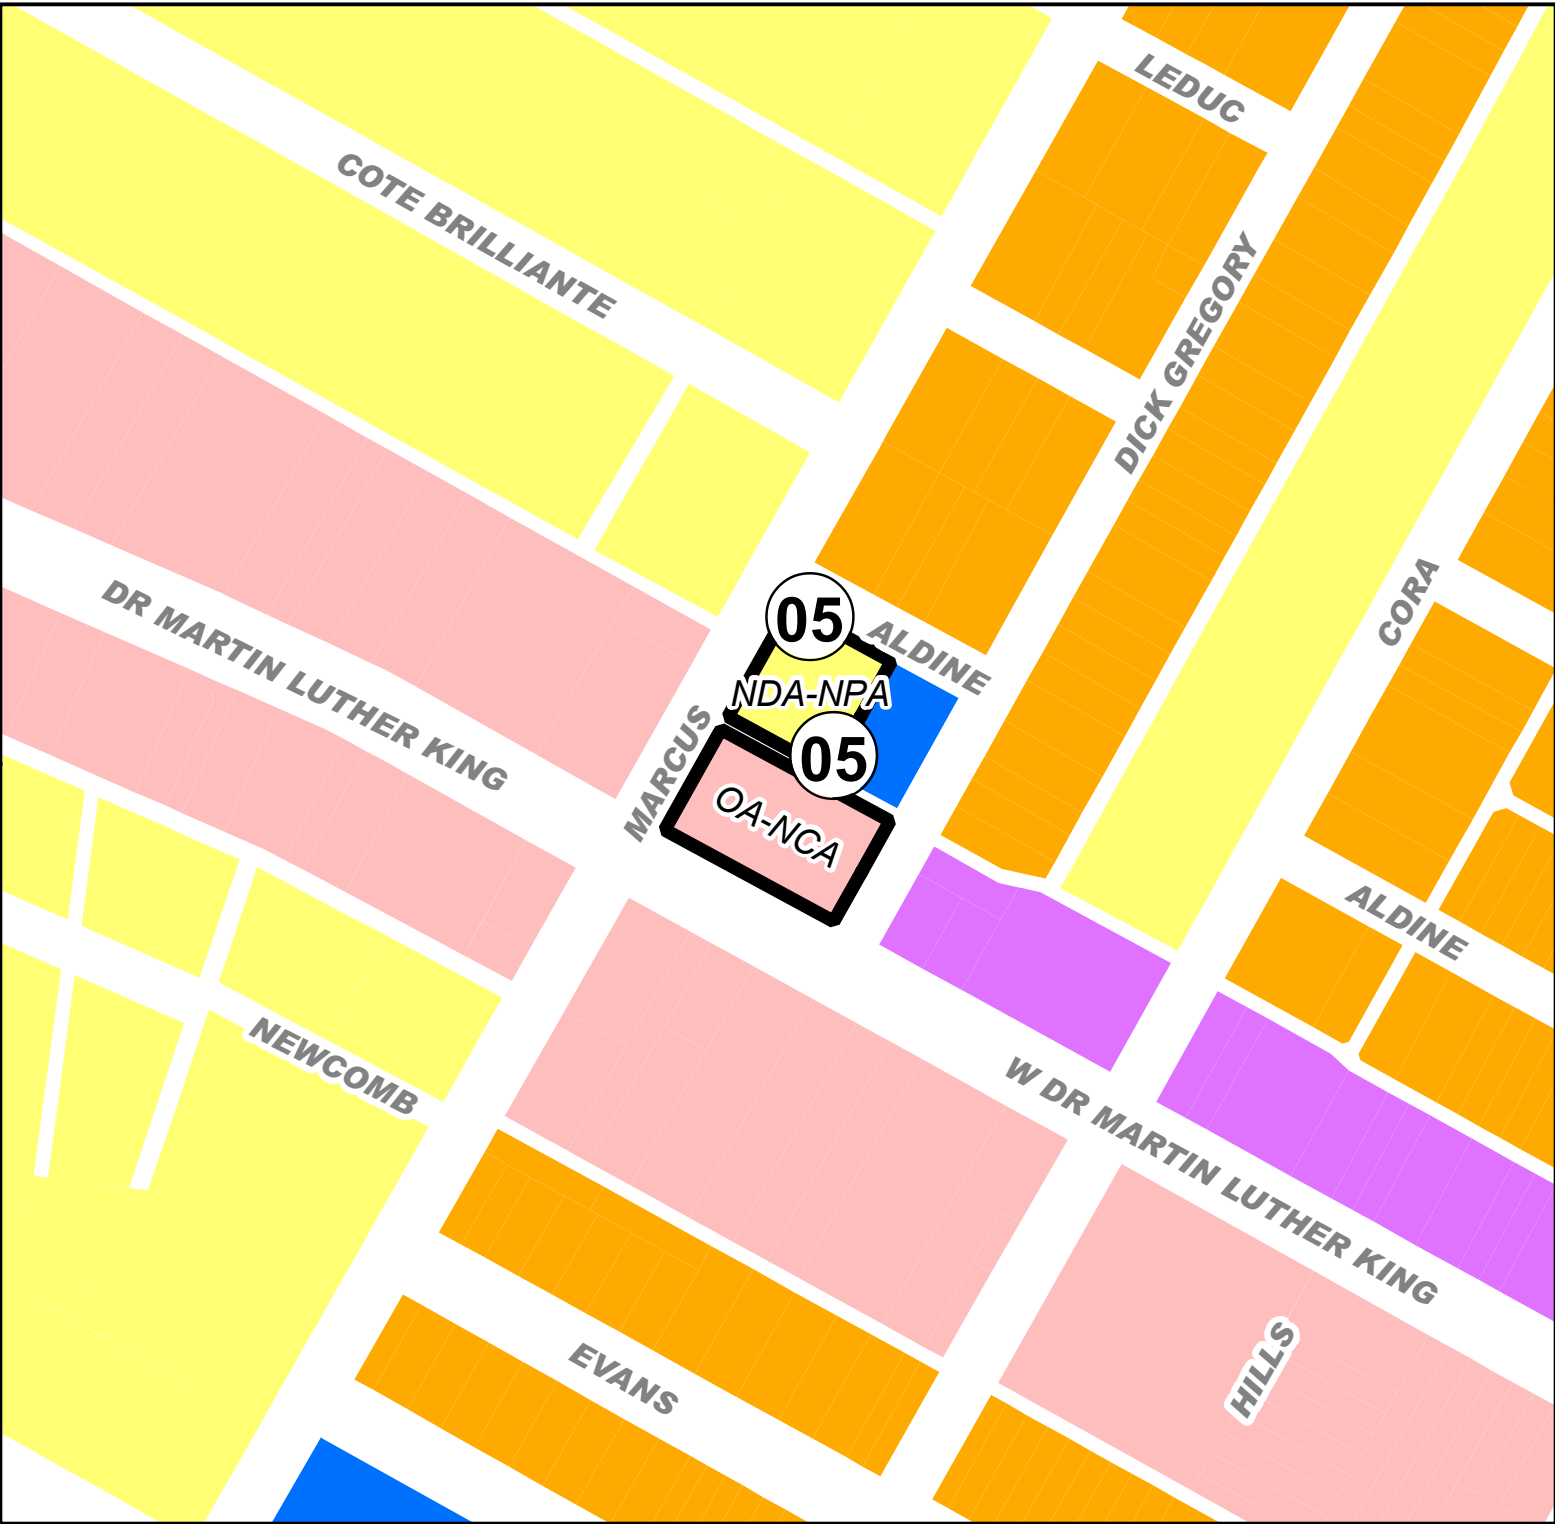 LEDUC
COTE BRILLIANTE
DICK GREGORY
CORA
05
ALDINE
NDA-NPA
DR MARTIN LUTHER KING
MARCUS
05
OA-NCA
ALDINE
NEWCOMB
W DR MARTIN LUTHER KING
EVANS
HILLS